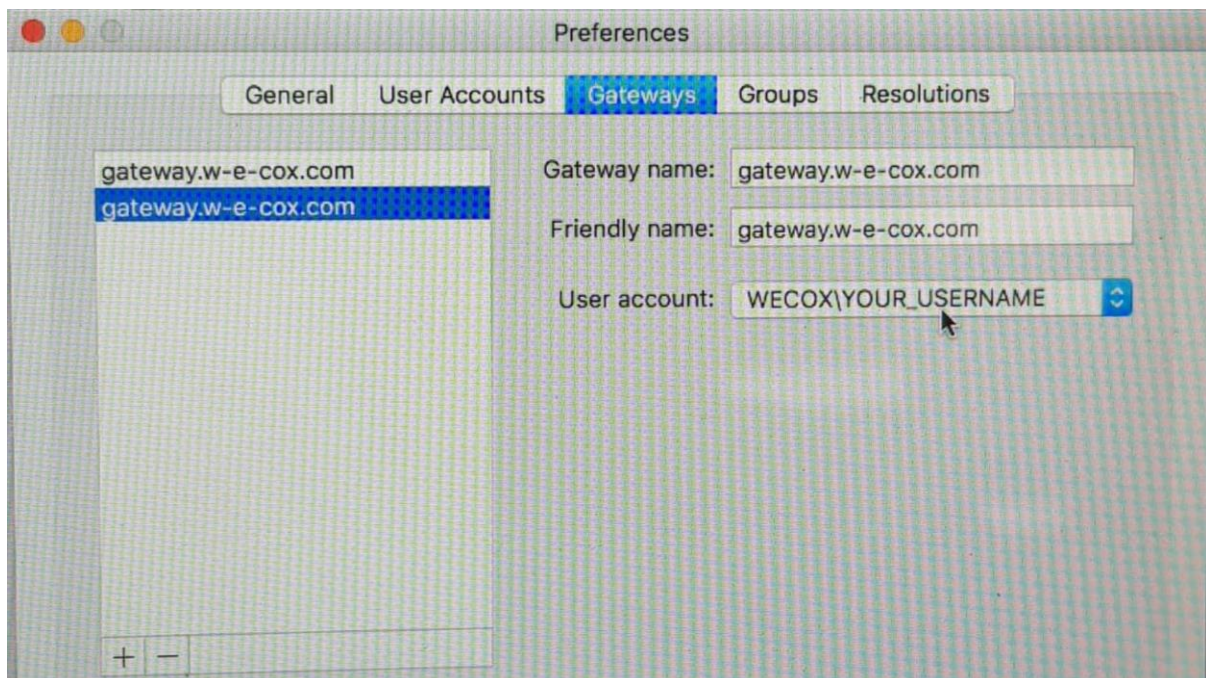 Preferences
General User Accounts Gateways Groups Resolutions
gateway.w-e-cox.com
gateway.w-e-cox.com
Gateway name: gateway.w-e-cox.com
Friendly name: gateway.w-e-cox.com
User account: WECOX\YOUR_USERNAME
+ −